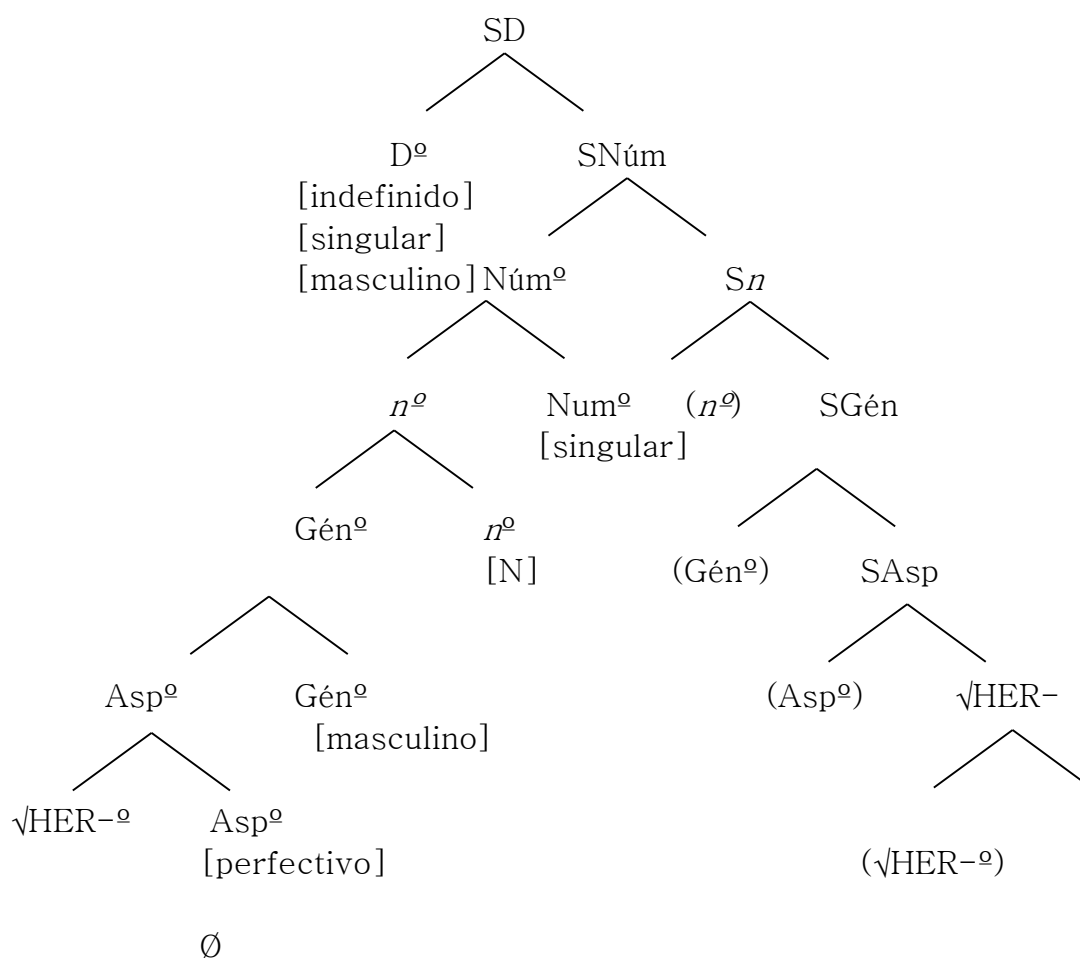 SD
Dº SNúm
[indefinido]
[singular]
[masculino] Númº Sn
nº Numº (nº) SGén
[singular]
Génº nº (Génº) SAsp
[N]
Aspº Génº (Aspº) √HER-
[masculino]
√HER-º Aspº
[perfectivo] (√HER-º)
Ø